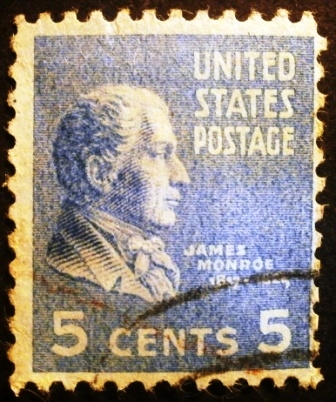 UNITED
STATES
POSTAGE
JAMES
MONROE
5 CENTS 5